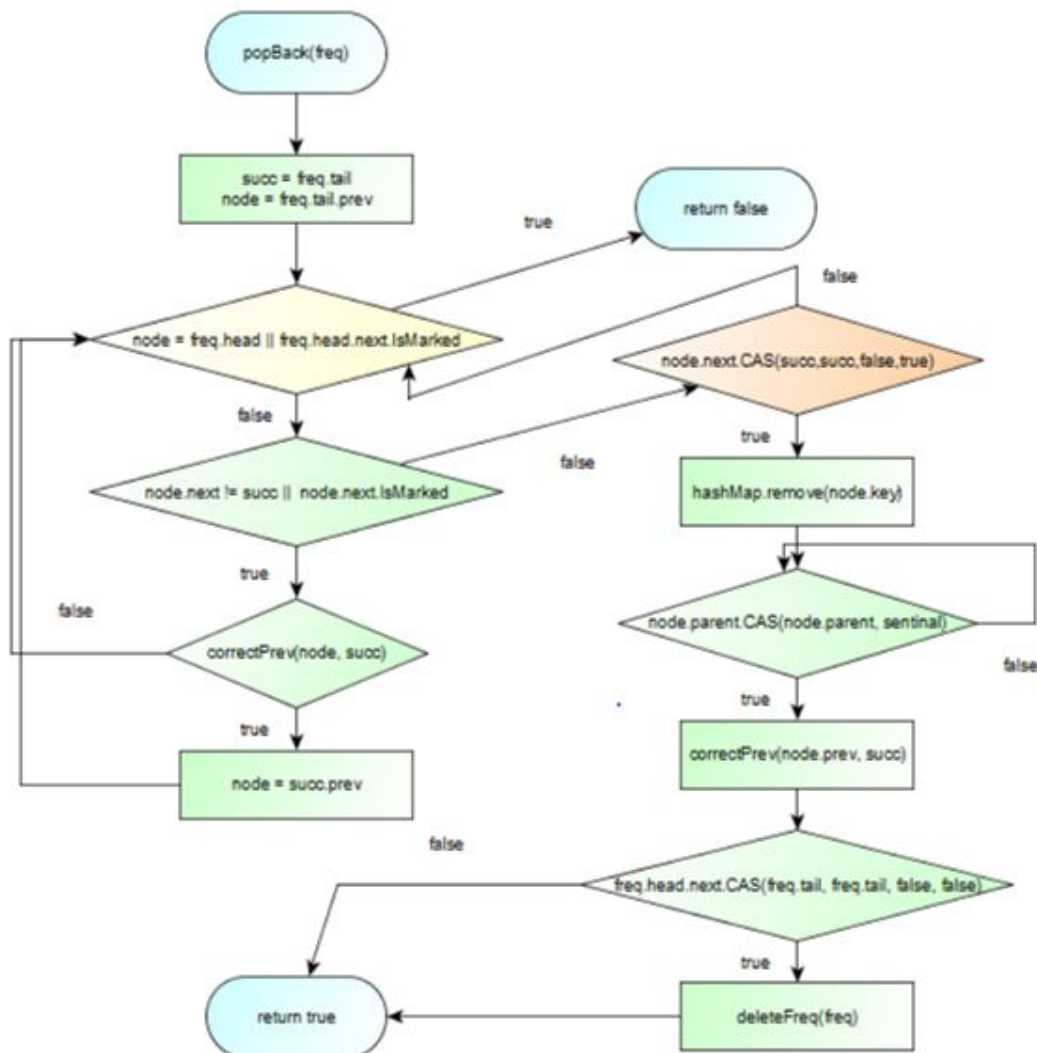 popBack(freq)
succ = freq.tail
node = freq.tail.prev
true
return false
false
node = freq.head || freq.head.next.IsMarked
node.next.CAS(succ,succ,false,true)
false
false
true
node.next != succ || node.next.IsMarked
hashMap.remove(node.key)
true
false
correctPrev(node, succ)
node.parent.CAS(node.parent, sentinal)
false
true
true
node = succ.prev
correctPrev(node.prev, succ)
false
freq.head.next.CAS(freq.tail, freq.tail, false, false)
true
return true
deleteFreq(freq)